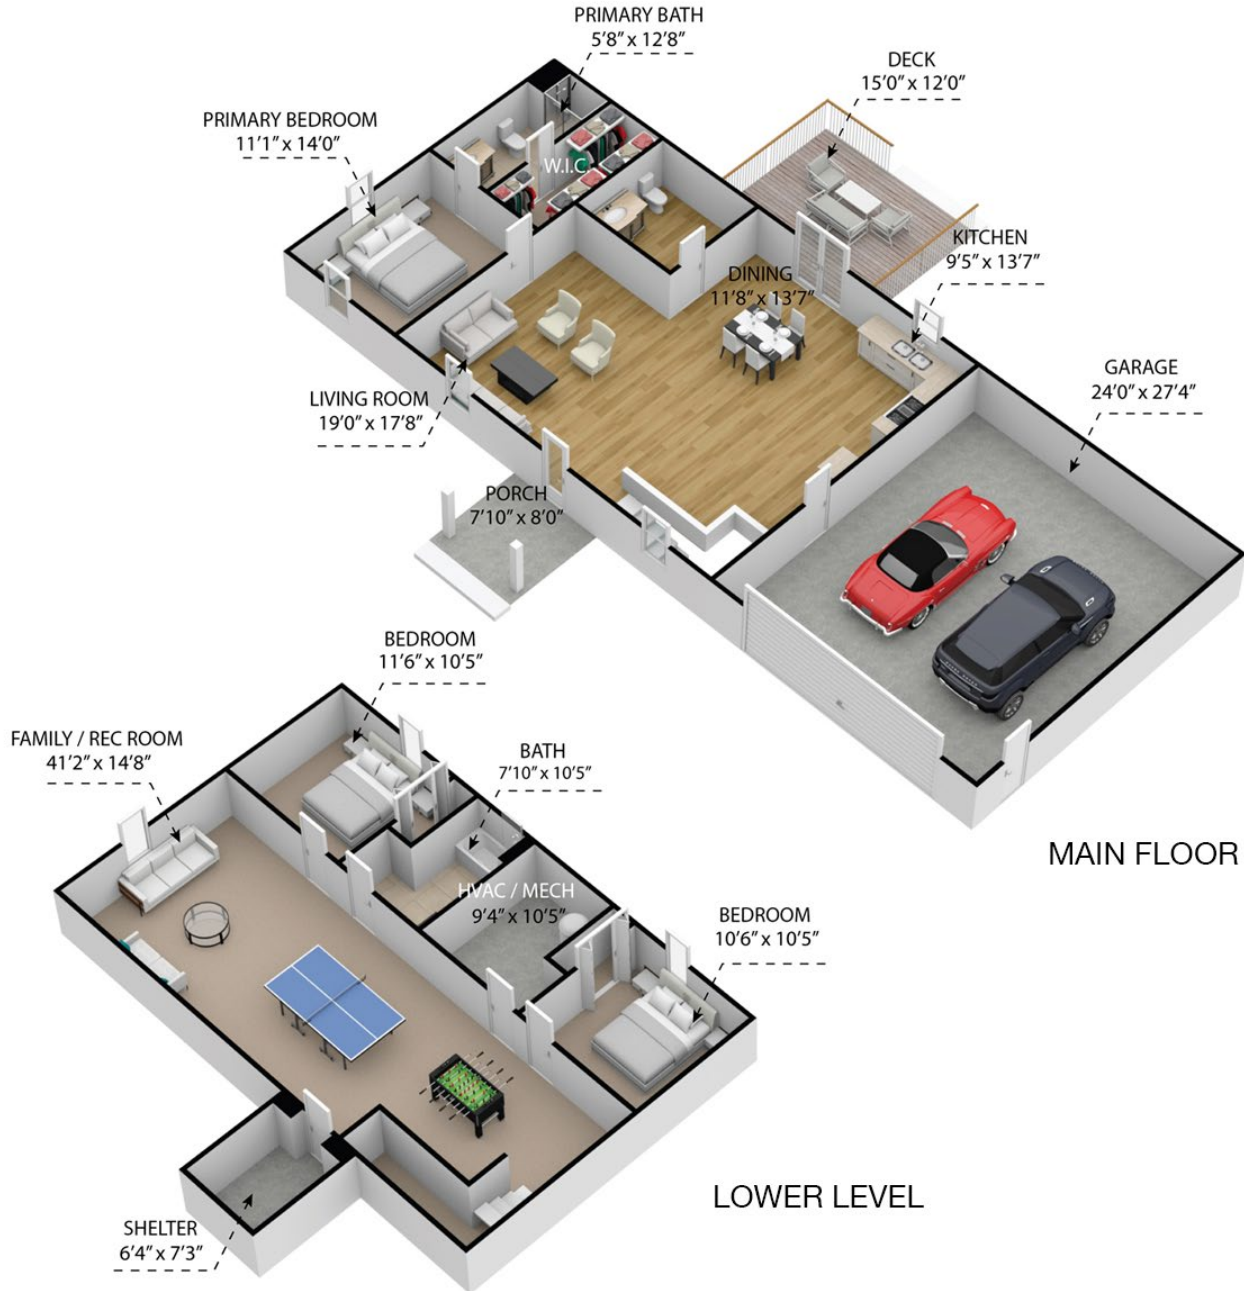 PRIMARY BATH
5’8” x 12’8”
DECK
15’0” x 12’0”
PRIMARY BEDROOM
11’1” x 14’0”
W.I.C.
KITCHEN
9’5” x 13’7”
DINING
11’8” x 13’7”
GARAGE
24’0” x 27’4”
LIVING ROOM
19’0” x 17’8”
PORCH
7’10” x 8’0”
MAIN FLOOR
BEDROOM
11’6” x 10’5”
FAMILY / REC ROOM
41’2” x 14’8”
BATH
7’10” x 10’5”
HVAC / MECH
9’4” x 10’5”
BEDROOM
10’6” x 10’5”
LOWER LEVEL
SHELTER
6’4” x 7’3”